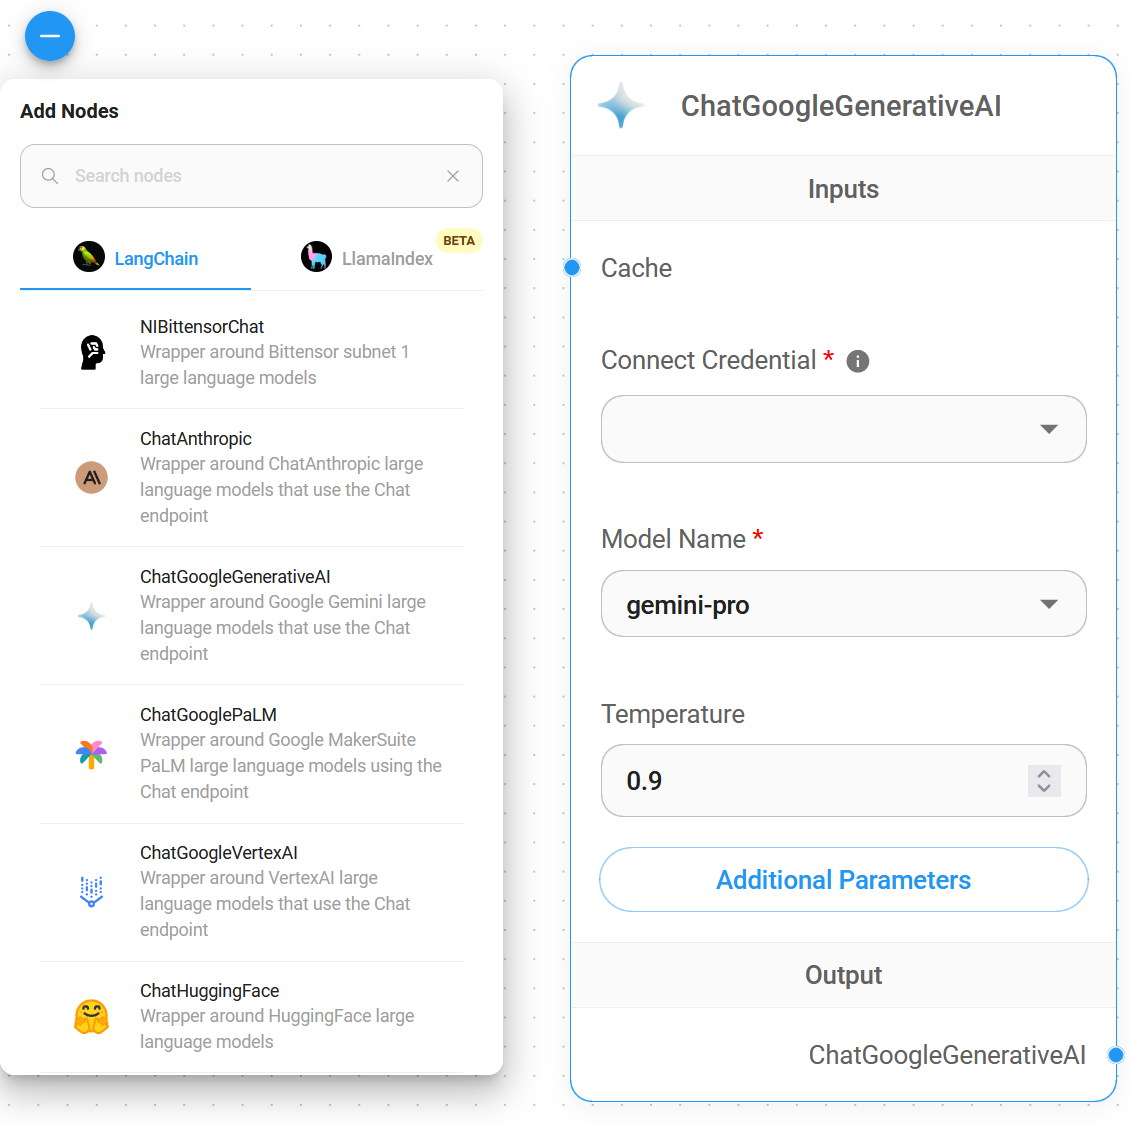 Add Nodes
Search nodes
LangChain
LlamaIndex
BETA
NIBittensorChat
Wrapper around Bittensor subnet 1
large language models
ChatAnthropic
Wrapper around ChatAnthropic large
language models that use the Chat
endpoint
ChatGoogleGenerativeAI
Wrapper around Google Gemini large
language models that use the Chat
endpoint
ChatGooglePaLM
Wrapper around Google MakerSuite
PaLM large language models using the
Chat endpoint
ChatGoogleVertexAI
Wrapper around VertexAI large
language models that use the Chat
endpoint
ChatHuggingFace
Wrapper around HuggingFace large
language models
ChatGoogleGenerativeAI
Inputs
Cache
Connect Credential *
Model Name *
gemini-pro
Temperature
0.9
Additional Parameters
Output
ChatGoogleGenerativeAI